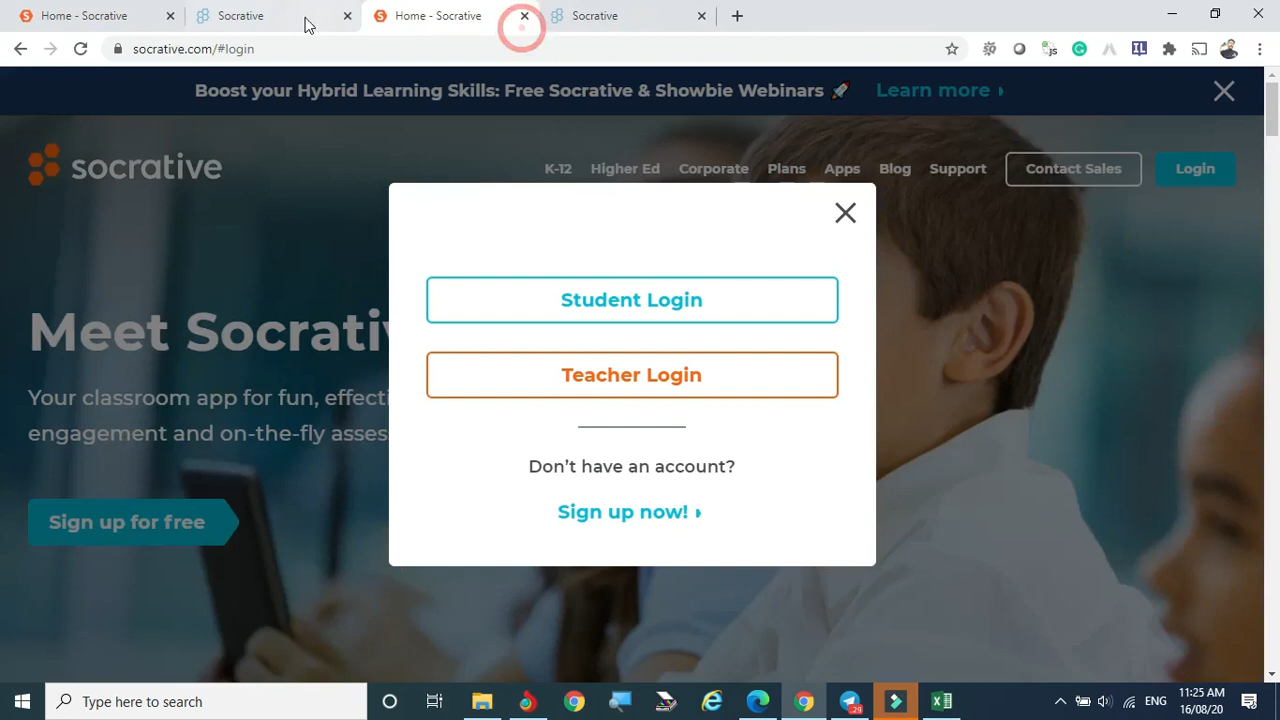 Home - Socrative
Socrative
Home - Socrative
Socrative
socrative.com/#login
Boost your Hybrid Learning Skills: Free Socrative & Showbie Webinars 🚀 Learn more ›
socrative
K-12 Higher Ed Corporate Plans Apps Blog Support Contact Sales Login
Student Login
Meet Socrati
Teacher Login
Your classroom app for fun, effecti
engagement and on-the-fly asses
Don't have an account?
Sign up now! ›
Sign up for free
Type here to search
29
ENG
11:25 AM
16/08/20